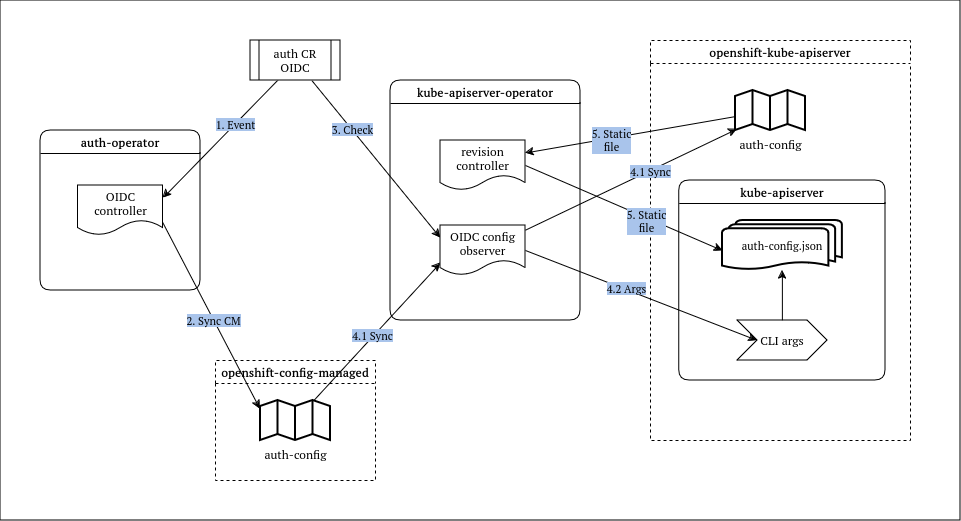 auth CR
OIDC
openshift-kube-apiserver
kube-apiserver-operator
1. Event
3. Check
5. Static
file
auth-operator
revision
controller
auth-config
4.1 Sync
kube-apiserver
OIDC
controller
5. Static
file
OIDC config
observer
auth-config.json
4.2 Args
2. Sync CM
4.1 Sync
CLI args
openshift-config-managed
auth-config